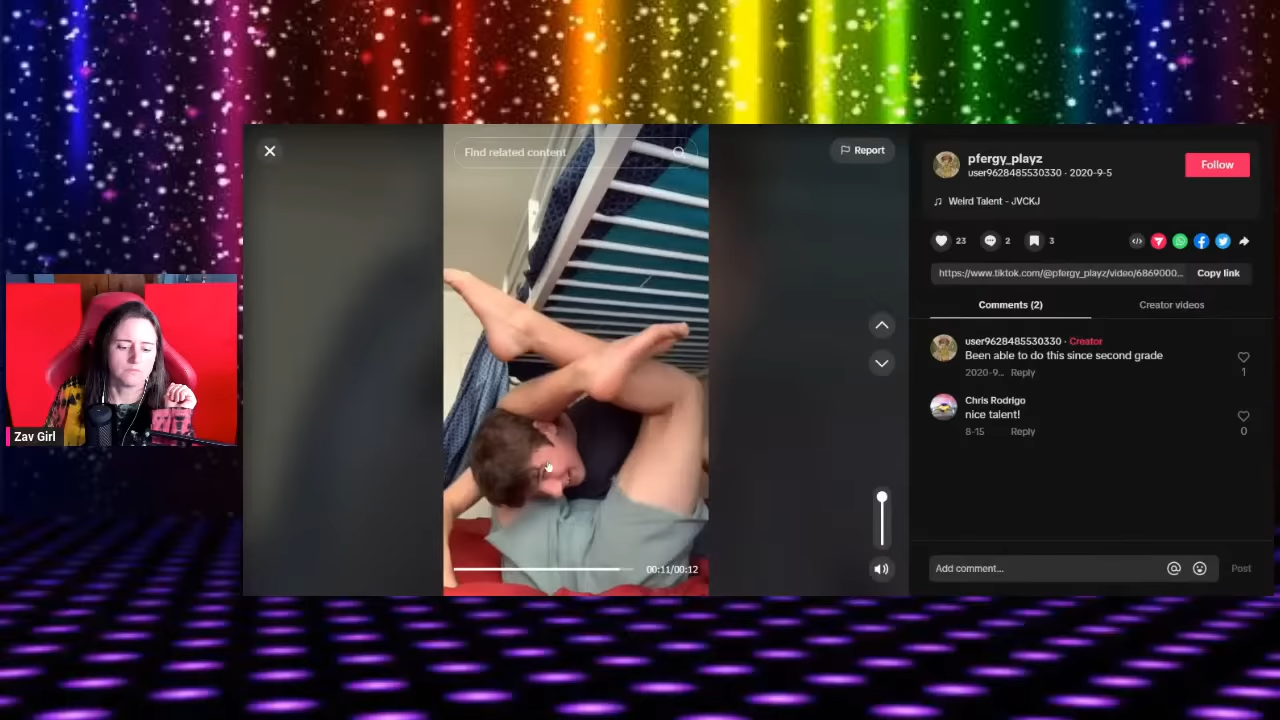 Find related content
Report
pfergy_playz
user9628485530330 · 2020-9-5
Follow
Weird Talent - JVCKJ
23
2
3
https://www.tiktok.com/@pfergy_playz/video/6869000...
Copy link
Comments (2)
Creator videos
user9628485530330 · Creator
Been able to do this since second grade
2020-9... Reply
1
Chris Rodrigo
nice talent!
8-15 Reply
0
Zav Girl
00:11/00:12
Add comment...
Post